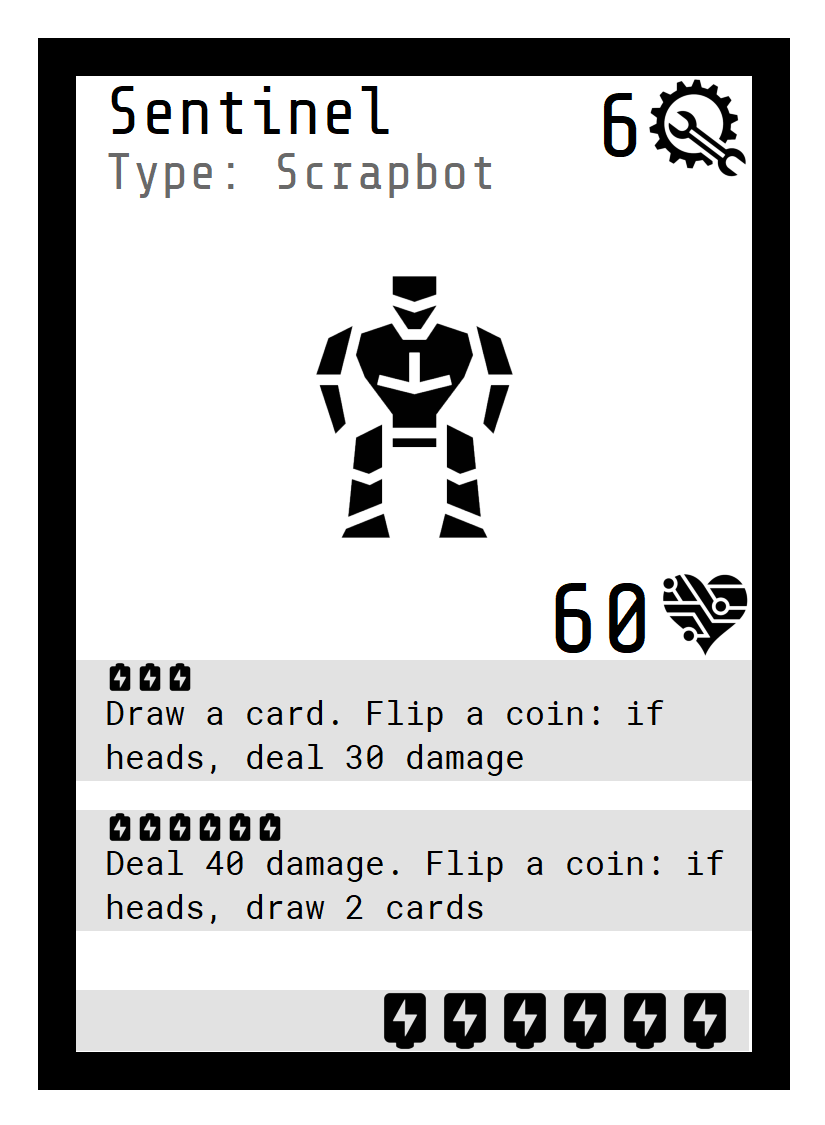 Sentinel
6
Type: Scrapbot
60
Draw a card. Flip a coin: if
heads, deal 30 damage
Deal 40 damage. Flip a coin: if
heads, draw 2 cards